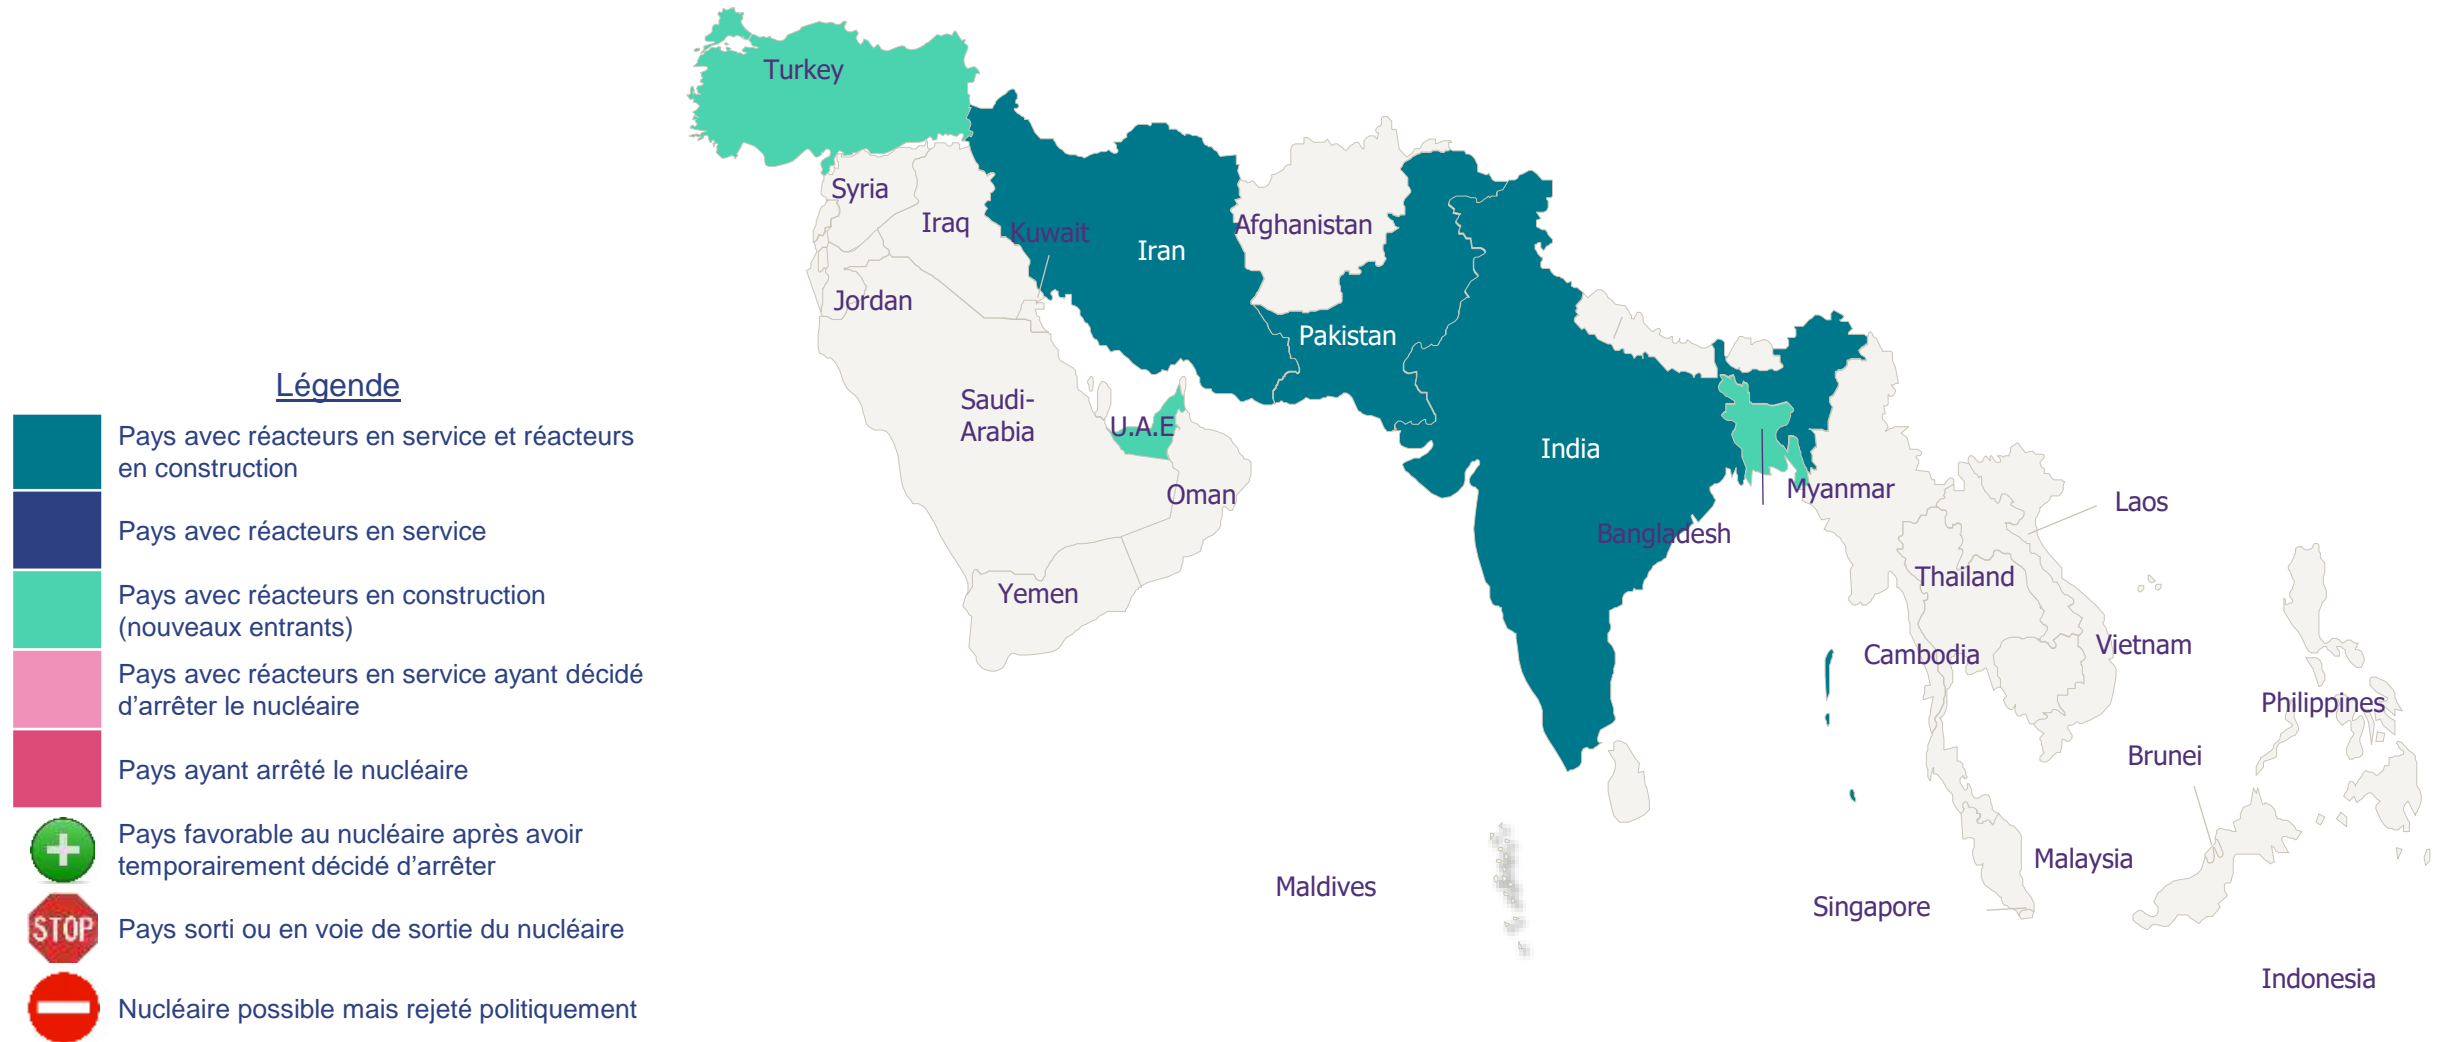 Légende
Pays avec réacteurs en service et réacteurs
en construction
Pays avec réacteurs en service
Pays avec réacteurs en construction
(nouveaux entrants)
Pays avec réacteurs en service ayant décidé
d’arrêter le nucléaire
Pays ayant arrêté le nucléaire
Pays favorable au nucléaire après avoir
temporairement décidé d’arrêter
STOP
Pays sorti ou en voie de sortie du nucléaire
Nucléaire possible mais rejeté politiquement
Turkey
Syria
Iraq
Kuwait
Iran
Afghanistan
Jordan
Pakistan
Saudi-
Arabia
U.A.E
India
Oman
Myanmar
Laos
Bangladesh
Yemen
Thailand
Cambodia
Vietnam
Philippines
Brunei
Malaysia
Maldives
Singapore
Indonesia